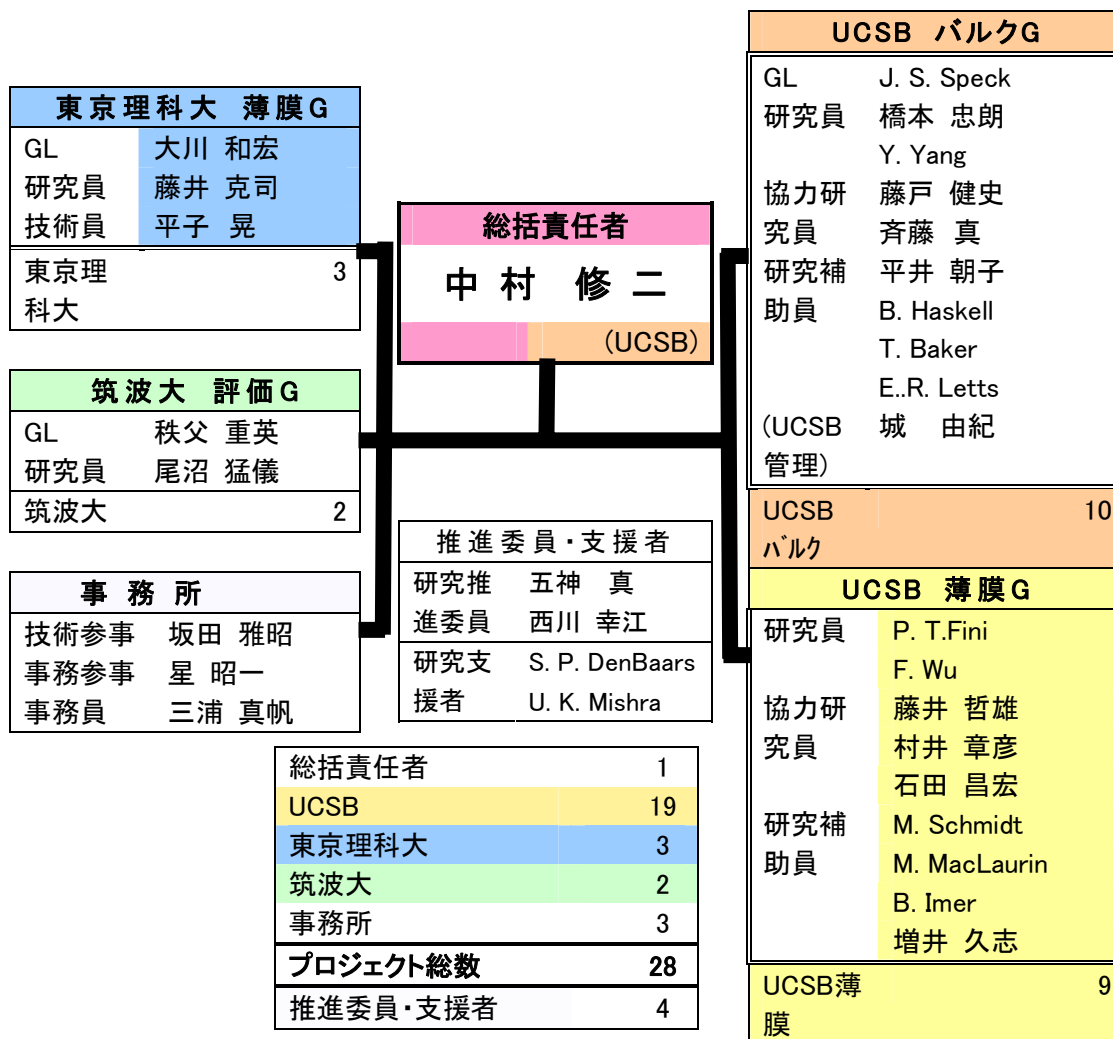 東京理科大 薄膜G
GL 大川 和宏
研究員 藤井 克司
技術員 平子 晃
東京理 3
科大
筑波大 評価G
GL 秩父 重英
研究員 尾沼 猛儀
筑波大 2
事務所
技術参事 坂田 雅昭
事務参事 星 昭一
事務員 三浦 真帆
総括責任者
中村 修二
(UCSB)
推進委員・支援者
研究推 五神 真
進委員 西川 幸江
研究支 S. P. DenBaars
援者 U. K. Mishra
総括責任者 1
UCSB 19
東京理科大 3
筑波大 2
事務所 3
プロジェクト総数 28
推進委員・支援者 4
UCSB バルクG
GL J. S. Speck
研究員 橋本 忠朗
Y. Yang
協力研 藤戸 健史
究員 斉藤 真
研究補 平井 朝子
助員 B. Haskell
T. Baker
E..R. Letts
(UCSB 城 由紀
管理)
UCSB 10
ﾊﾞﾙｸ
UCSB 薄膜G
研究員 P. T.Fini
F. Wu
協力研 藤井 哲雄
究員 村井 章彦
石田 昌宏
研究補 M. Schmidt
助員 M. MacLaurin
B. Imer
増井 久志
UCSB薄 9
膜